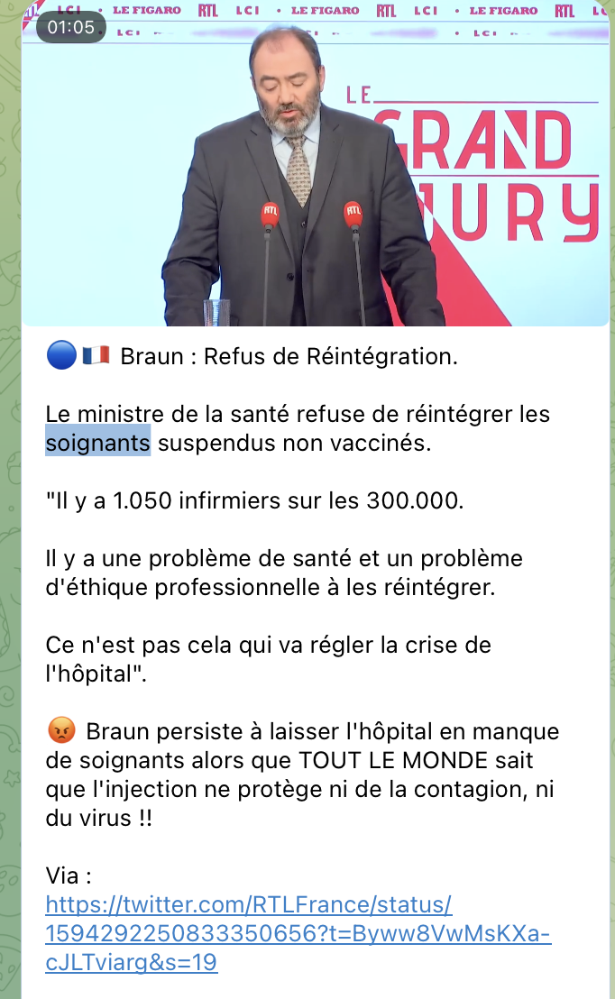 LCI • LE FIGARO RTL LCI • LE FIGARO RTL LCI • LE FIGARO RTL
01:05
LCI
• LCI
LE
GRAND
JURY
RTL
RTL
🔵🇫🇷 Braun : Refus de Réintégration.
Le ministre de la santé refuse de réintégrer les
soignants suspendus non vaccinés.
"Il y a 1.050 infirmiers sur les 300.000.
Il y a une problème de santé et un problème
d'éthique professionnelle à les réintégrer.
Ce n'est pas cela qui va régler la crise de
l'hôpital".
😡 Braun persiste à laisser l'hôpital en manque
de soignants alors que TOUT LE MONDE sait
que l'injection ne protège ni de la contagion, ni
du virus !!
Via :
https://twitter.com/RTLFrance/status/
1594292250833350656?t=Byww8VwMsKXa-
cJLTviarg&s=19